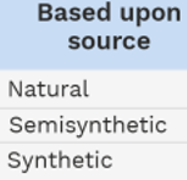 Based upon
source
Natural
Semisynthetic
Synthetic